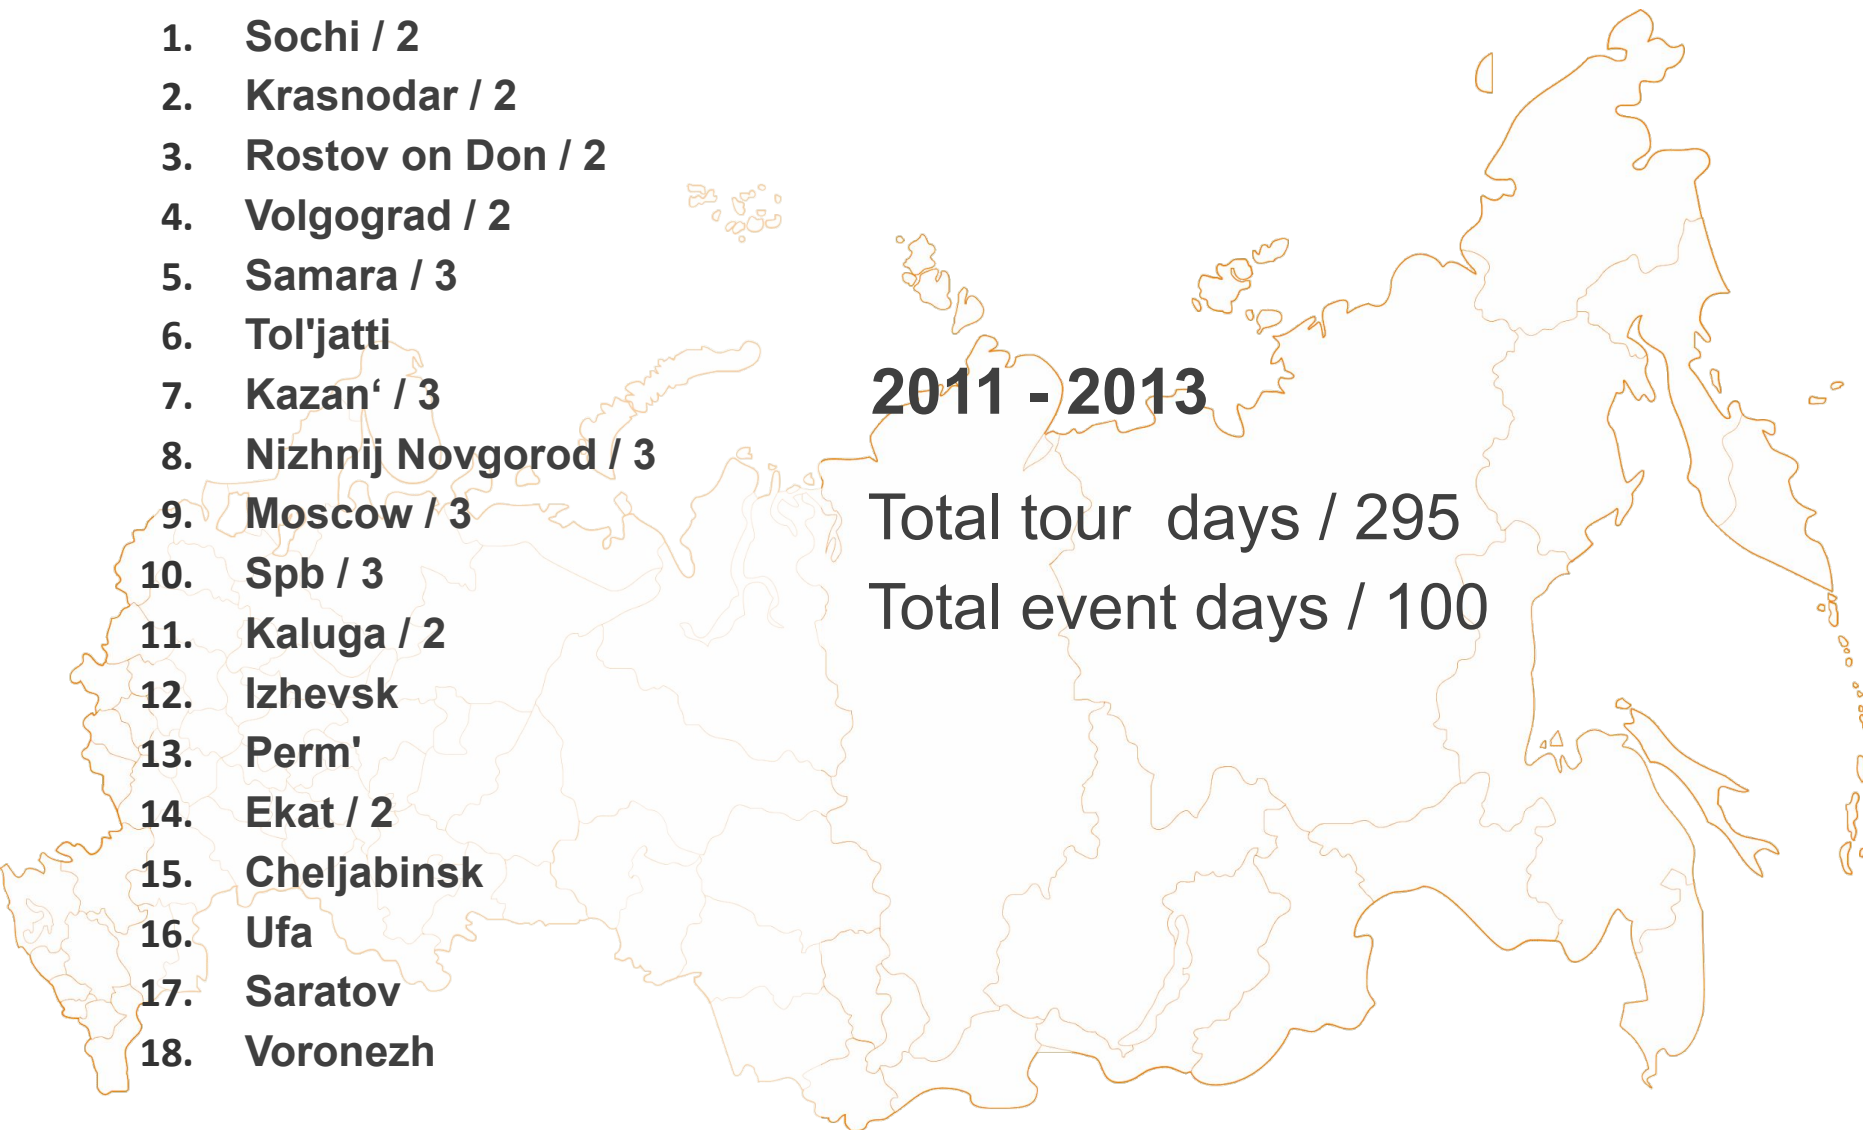 1. Sochi / 2
2. Krasnodar / 2
3. Rostov on Don / 2
4. Volgograd / 2
5. Samara / 3
6. Tol'jatti
7. Kazan‘ / 3
8. Nizhnij Novgorod / 3
9. Moscow / 3
10. Spb / 3
11. Kaluga / 2
12. Izhevsk
13. Perm'
14. Ekat / 2
15. Cheljabinsk
16. Ufa
17. Saratov
18. Voronezh
2011 - 2013
Total tour days / 295
Total event days / 100